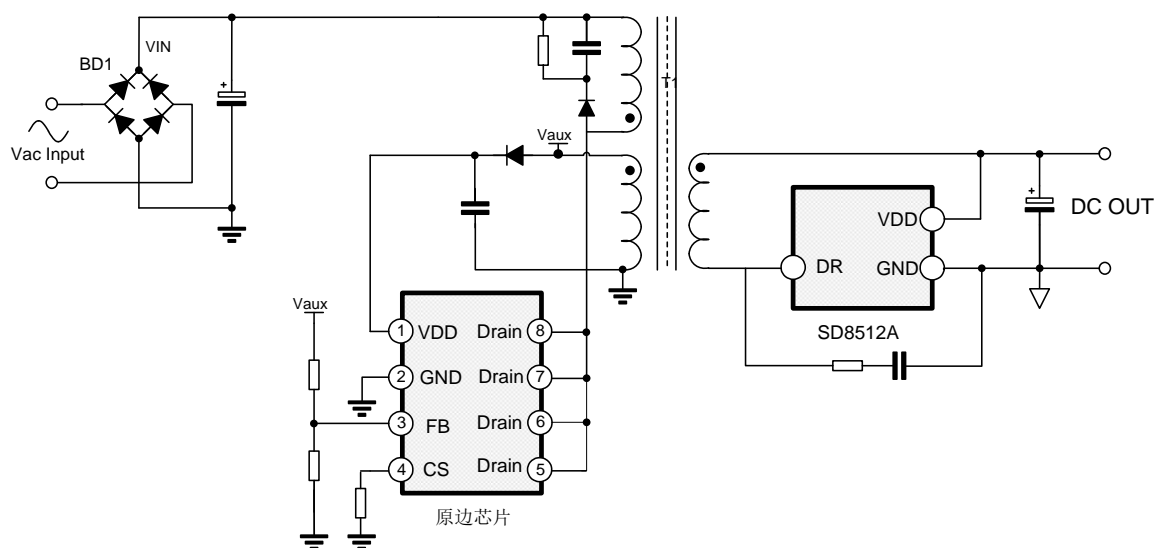 VIN
BD1
Vac Input
+
T1
Vaux
+
DC OUT
VDD
DR
GND
SD8512A
Vaux
1
VDD
Drain
8
2
GND
Drain
7
3
FB
Drain
6
4
CS
Drain
5
原边芯片